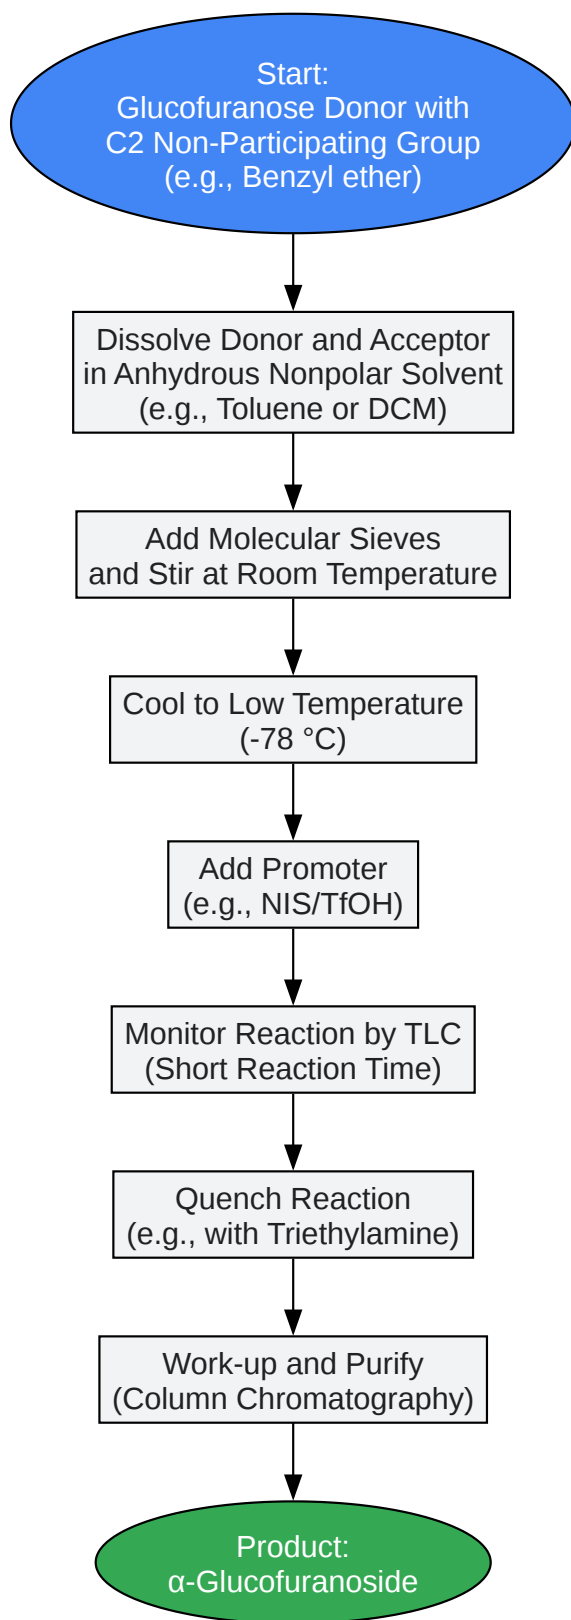 Start:
Glucofuranose Donor with
C2 Non-Participating Group
(e.g., Benzyl ether)
Dissolve Donor and Acceptor
in Anhydrous Nonpolar Solvent
(e.g., Toluene or DCM)
Add Molecular Sieves
and Stir at Room Temperature
Cool to Low Temperature
(-78 °C)
Add Promoter
(e.g., NIS/TfOH)
Monitor Reaction by TLC
(Short Reaction Time)
Quench Reaction
(e.g., with Triethylamine)
Work-up and Purify
(Column Chromatography)
Product:
α-Glucofuranoside